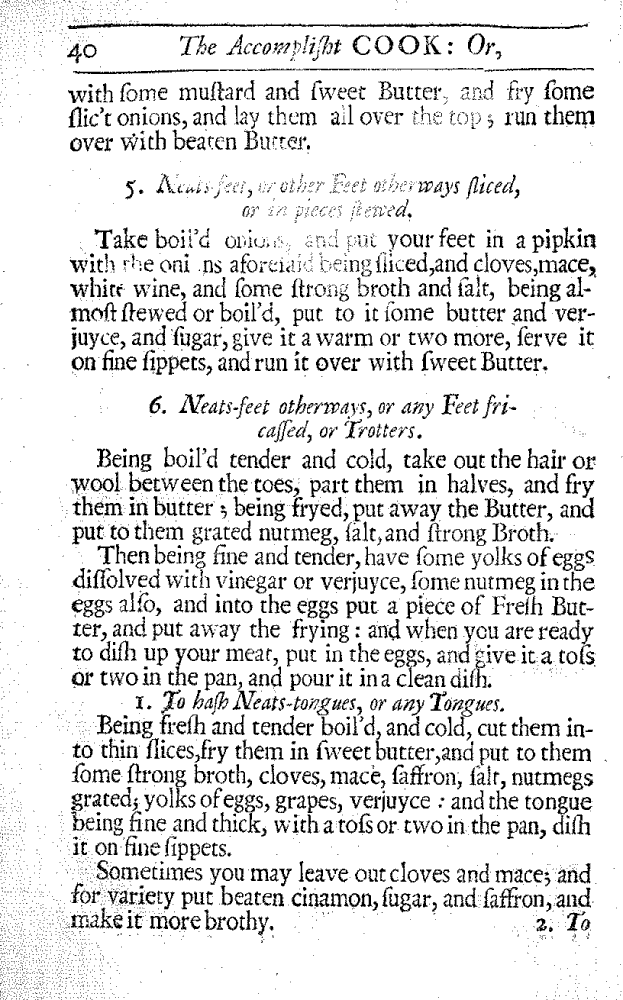 40 The Accompliſht COOK: Or,
with ſome muſtard and ſweet Butter, and fry ſome
ſlic't onions, and lay them all over the top; run them
over with beaten Butter.
5. Neats-feet, or other Feet otherways ſliced,
or in pieces ſtewed.
Take boil'd onions, and put your feet in a pipkin
with the oni ns aforeſaid being ſliced, and cloves, mace,
white wine, and ſome ſtrong broth and ſalt, being al-
moſt ſtewed or boil'd, put to it ſome butter and ver-
juyce, and ſugar, give it a warm or two more, ſerve it
on fine ſippets, and run it over with ſweet Butter.
6. Neats-feet otherways, or any Feet fri-
caſſed, or Trotters.
Being boil'd tender and cold, take out the hair or
wool between the toes, part them in halves, and fry
them in butter; being fryed, put away the Butter, and
put to them grated nutmeg, ſalt, and ſtrong Broth.
Then being fine and tender, have ſome yolks of eggs
diſſolved with vinegar or verjuyce, ſome nutmeg in the
eggs alſo, and into the eggs put a piece of Freſh But-
ter, and put away the frying: and when you are ready
to diſh up your meat, put in the eggs, and give it a toſs
or two in the pan, and pour it in a clean diſh.
1. To haſh Neats-tongues, or any Tongues.
Being freſh and tender boil'd, and cold, cut them in-
to thin ſlices, fry them in ſweet butter, and put to them
ſome ſtrong broth, cloves, mace, ſaffron, ſalt, nutmegs
grated; yolks of eggs, grapes, verjuyce: and the tongue
being fine and thick, with a toſs or two in the pan, diſh
it on fine ſippets.
Sometimes you may leave out cloves and mace; and
for variety put beaten cinamon, ſugar, and ſaffron, and
make it more brothy. 2. To